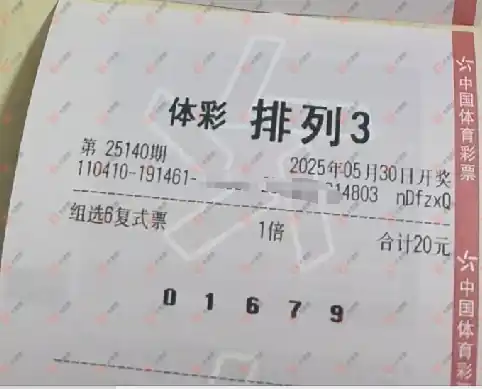 体彩 排列3
第 25140期 2025年05月30日开奖
110410-191461- 14803 nDfzxQ
组选6复式票 1倍 合计20元
0 1 6 7 9
中国体育彩票
中国体育彩票